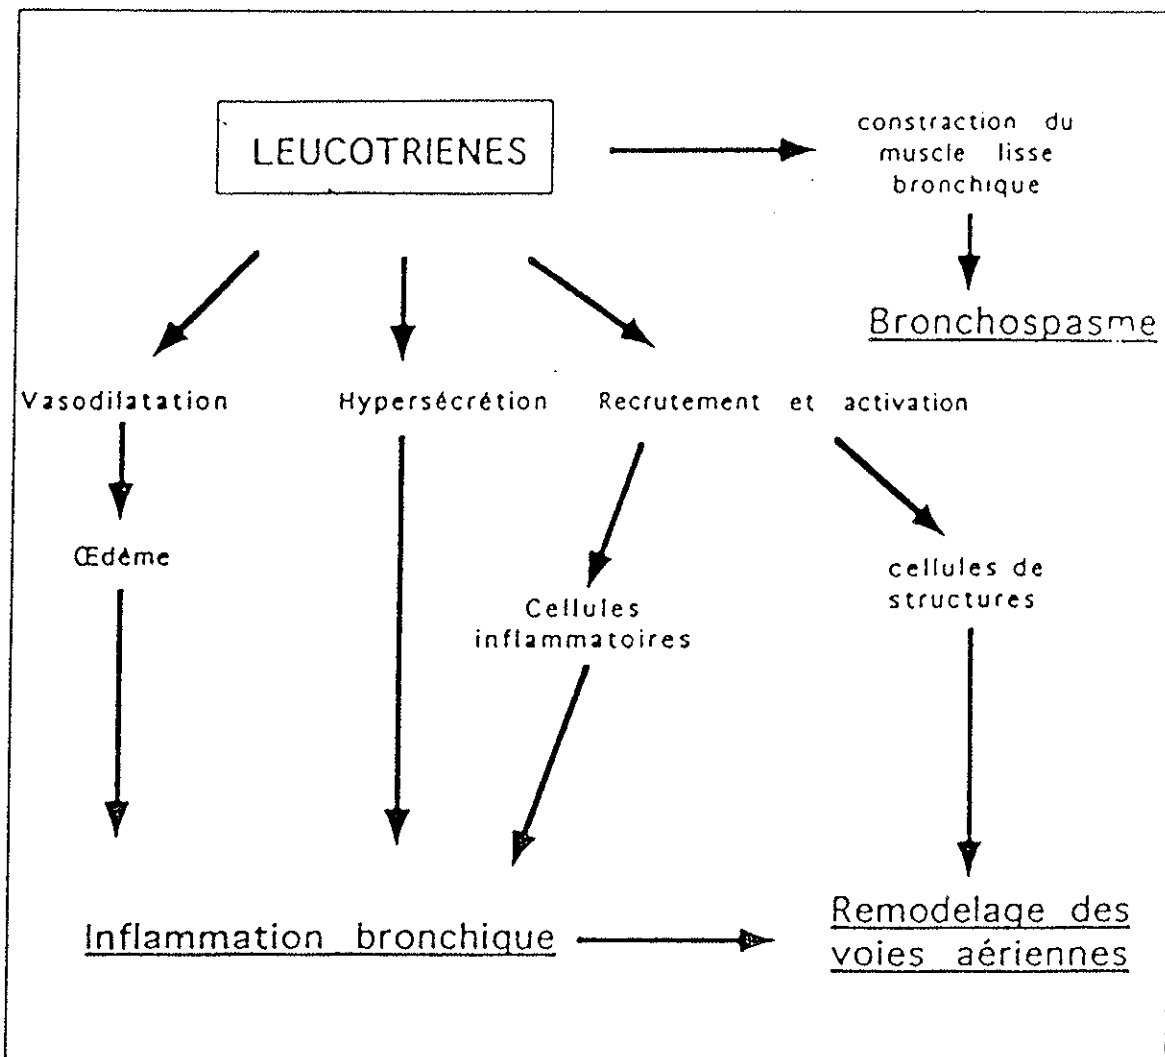 LEUCOTRIENES
constraction du
muscle lisse
bronchique
Bronchospasme
Vasodilatation
Hypersécrétion
Recrutement et activation
Œdéme
Cellules
inflammatoires
cellules de
structures
Inflammation bronchique
Remodelage des
voies aériennes